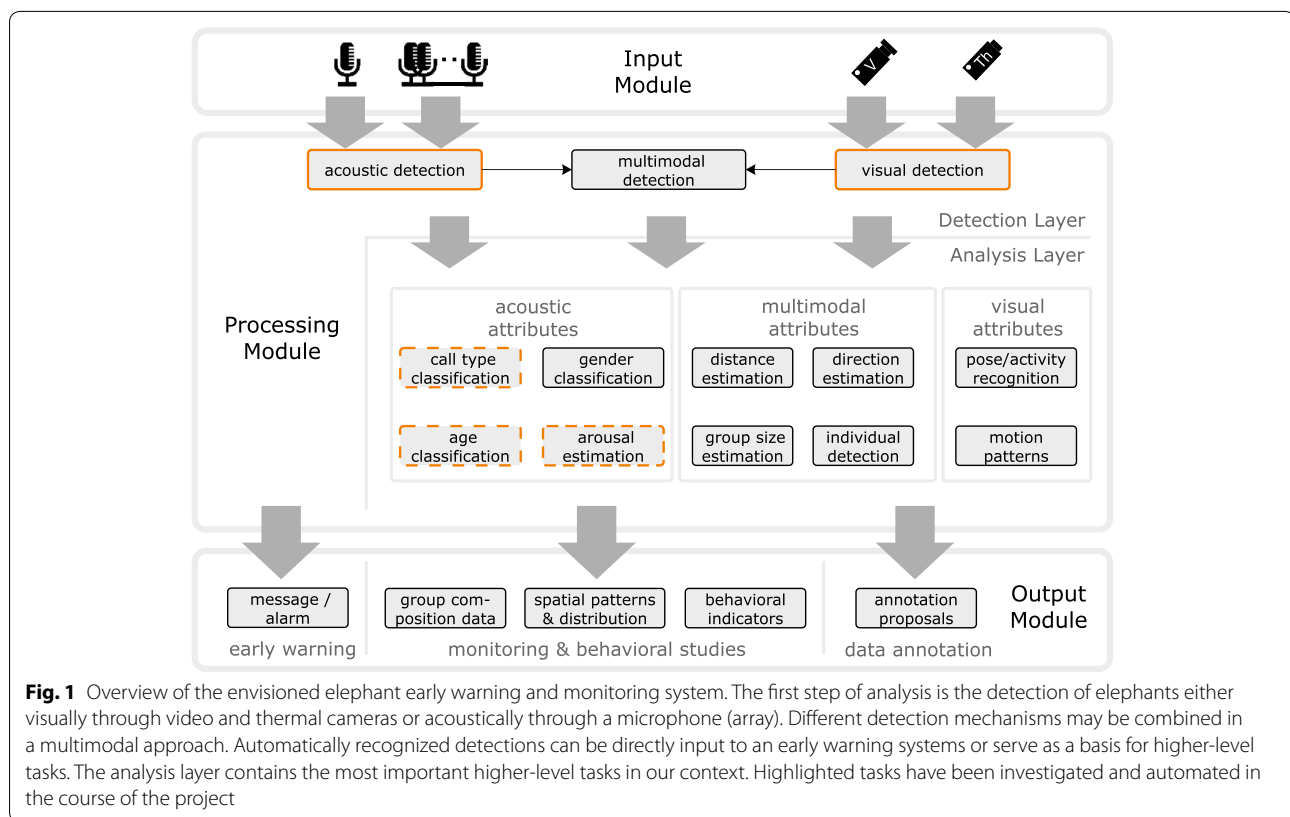 Input
Module
V
Th
acoustic detection
multimodal
detection
visual detection
Detection Layer
Analysis Layer
Processing
Module
acoustic
attributes
call type
classification
gender
classification
age
classification
arousal
estimation
multimodal
attributes
distance
estimation
direction
estimation
group size
estimation
individual
detection
visual
attributes
pose/activity
recognition
motion
patterns
message /
alarm
early warning
group com-
position data
spatial patterns
& distribution
behavioral
indicators
monitoring & behavioral studies
annotation
proposals
data annotation
Output
Module
Fig. 1 Overview of the envisioned elephant early warning and monitoring system. The first step of analysis is the detection of elephants either
visually through video and thermal cameras or acoustically through a microphone (array). Different detection mechanisms may be combined in
a multimodal approach. Automatically recognized detections can be directly input to an early warning systems or serve as a basis for higher-level
tasks. The analysis layer contains the most important higher-level tasks in our context. Highlighted tasks have been investigated and automated in
the course of the project